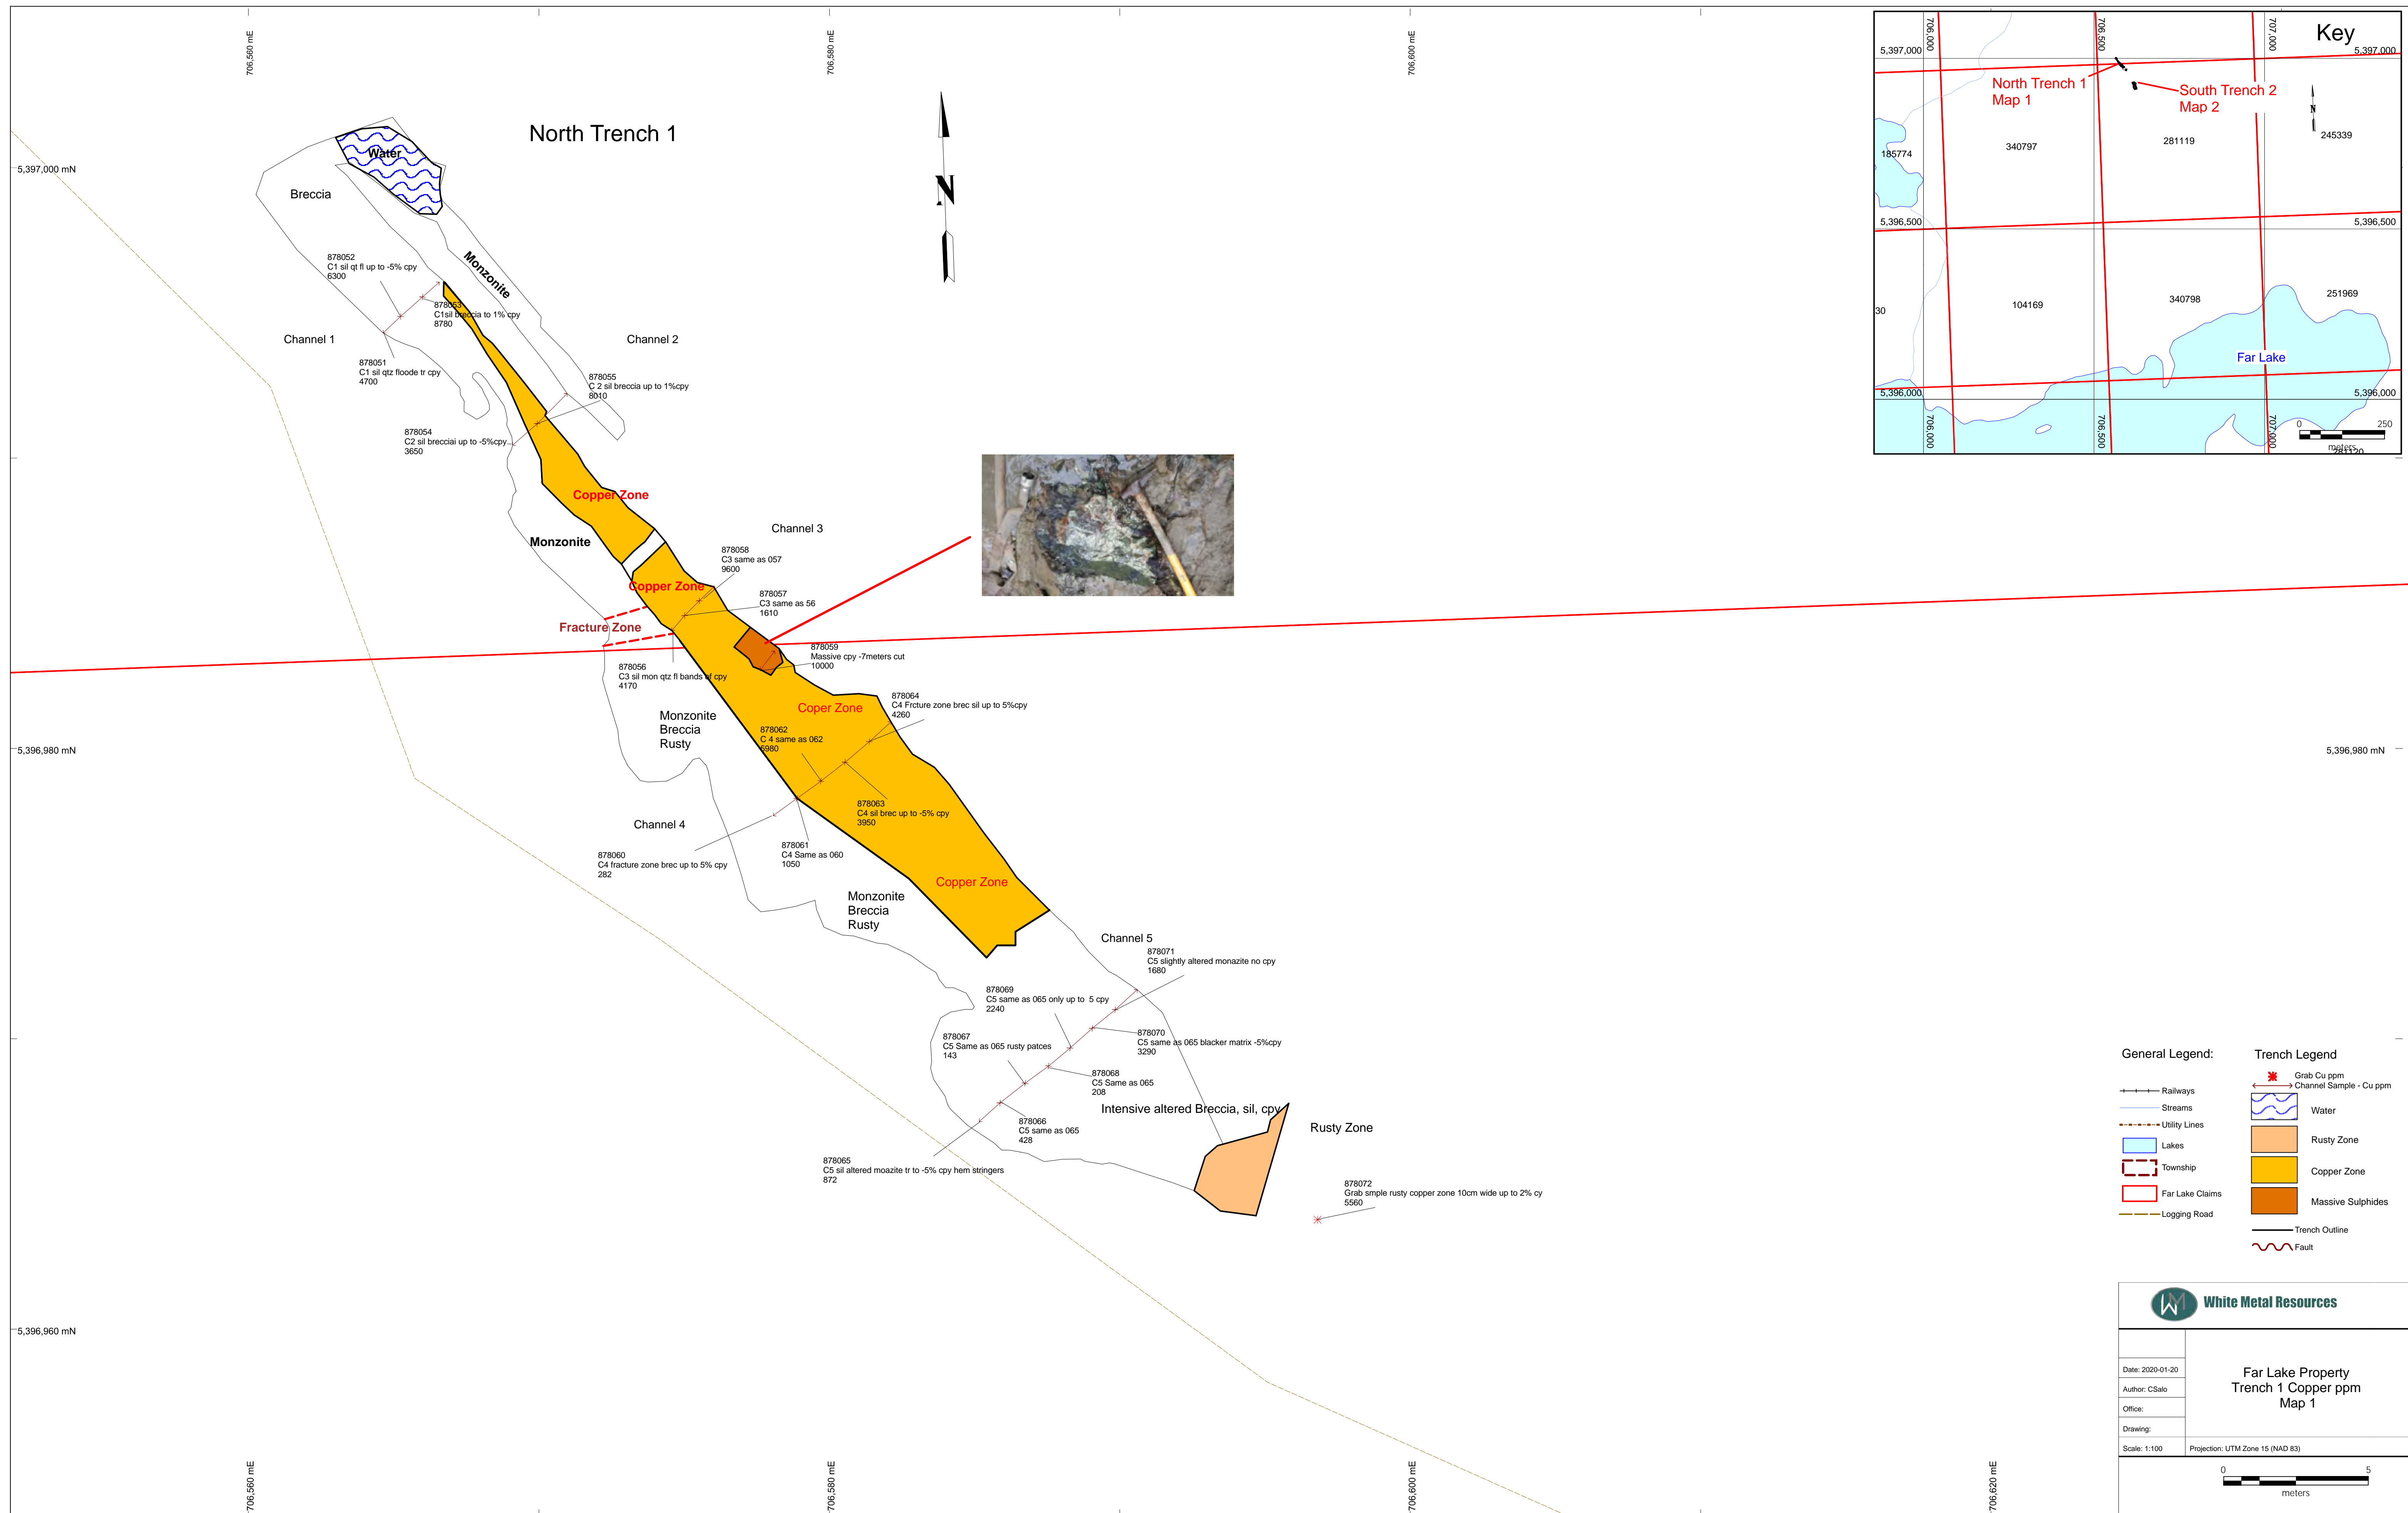 706,560 mE
706,580 mE
706,600 mE
North Trench 1
N
5,397,000 mN
Water
Breccia
Monzonite
878052
C1 sil qt fl up to -5% cpy
6300
878053
C1sil breccia to 1% cpy
8780
Channel 1
Channel 2
878051
C1 sil qtz floode tr cpy
4700
878055
C 2 sil breccia up to 1%cpy
8010
878054
C2 sil brecciai up to -5%cpy
3650
Copper Zone
Monzonite
Channel 3
878058
C3 same as 057
9600
Copper Zone
878057
C3 same as 56
1610
Fracture Zone
878059
Massive cpy -7meters cut
10000
878056
C3 sil mon qtz fl bands of cpy
4170
878064
C4 Frcture zone brec sil up to 5%cpy
4260
Coper Zone
Monzonite
Breccia
Rusty
878062
C 4 same as 062
5980
5,396,980 mN
5,396,980 mN
878063
C4 sil brec up to -5% cpy
3950
Channel 4
878061
C4 Same as 060
1050
878060
C4 fracture zone brec up to 5% cpy
282
Copper Zone
Monzonite
Breccia
Rusty
Channel 5
878071
C5 slightly altered monazite no cpy
1680
878069
C5 same as 065 only up to  5 cpy
2240
878070
C5 same as 065 blacker matrix -5%cpy
3290
878067
C5 Same as 065 rusty patces
143
878068
C5 Same as 065
208
Intensive altered Breccia, sil, cpy
878066
C5 same as 065
428
Rusty Zone
878065
C5 sil altered moazite tr to -5% cpy hem stringers
872
878072
Grab smple rusty copper zone 10cm wide up to 2% cy
5560
5,396,960 mN
706,560 mE
706,580 mE
706,600 mE
706,620 mE
Key
706,000
706,500
707,000
5,397,000
5,397,000
North Trench 1
Map 1
South Trench 2
Map 2
N
245339
185774
340797
281119
5,396,500
5,396,500
30
104169
340798
251969
Far Lake
5,396,000
5,396,000
706,000
706,500
707,000
0
250
meters
281120
General Legend:
Railways
Streams
Utility Lines
Lakes
Township
Far Lake Claims
Logging Road
Trench Legend
Grab Cu ppm
Channel Sample - Cu ppm
Water
Rusty Zone
Copper Zone
Massive Sulphides
Trench Outline
Fault
WM
White Metal Resources
Date: 2020-01-20
Author: CSalo
Office:
Drawing:
Scale: 1:100
Far Lake Property
Trench 1 Copper ppm
Map 1
Projection: UTM Zone 15 (NAD 83)
0
5
meters